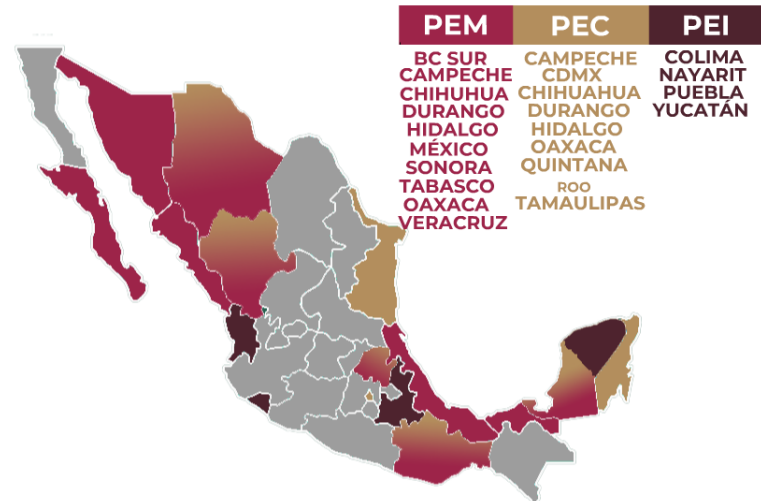 PEM
BC SUR
CAMPECHE
CHIHUHUA
DURANGO
HIDALGO
MÉXICO
SONORA
TABASCO
OAXACA
VERACRUZ
PEC
CAMPECHE
CDMX
CHIHUAHUA
DURANGO
HIDALGO
OAXACA
QUINTANA
ROO
TAMAULIPAS
PEI
COLIMA
NAYARIT
PUEBLA
YUCATÁN